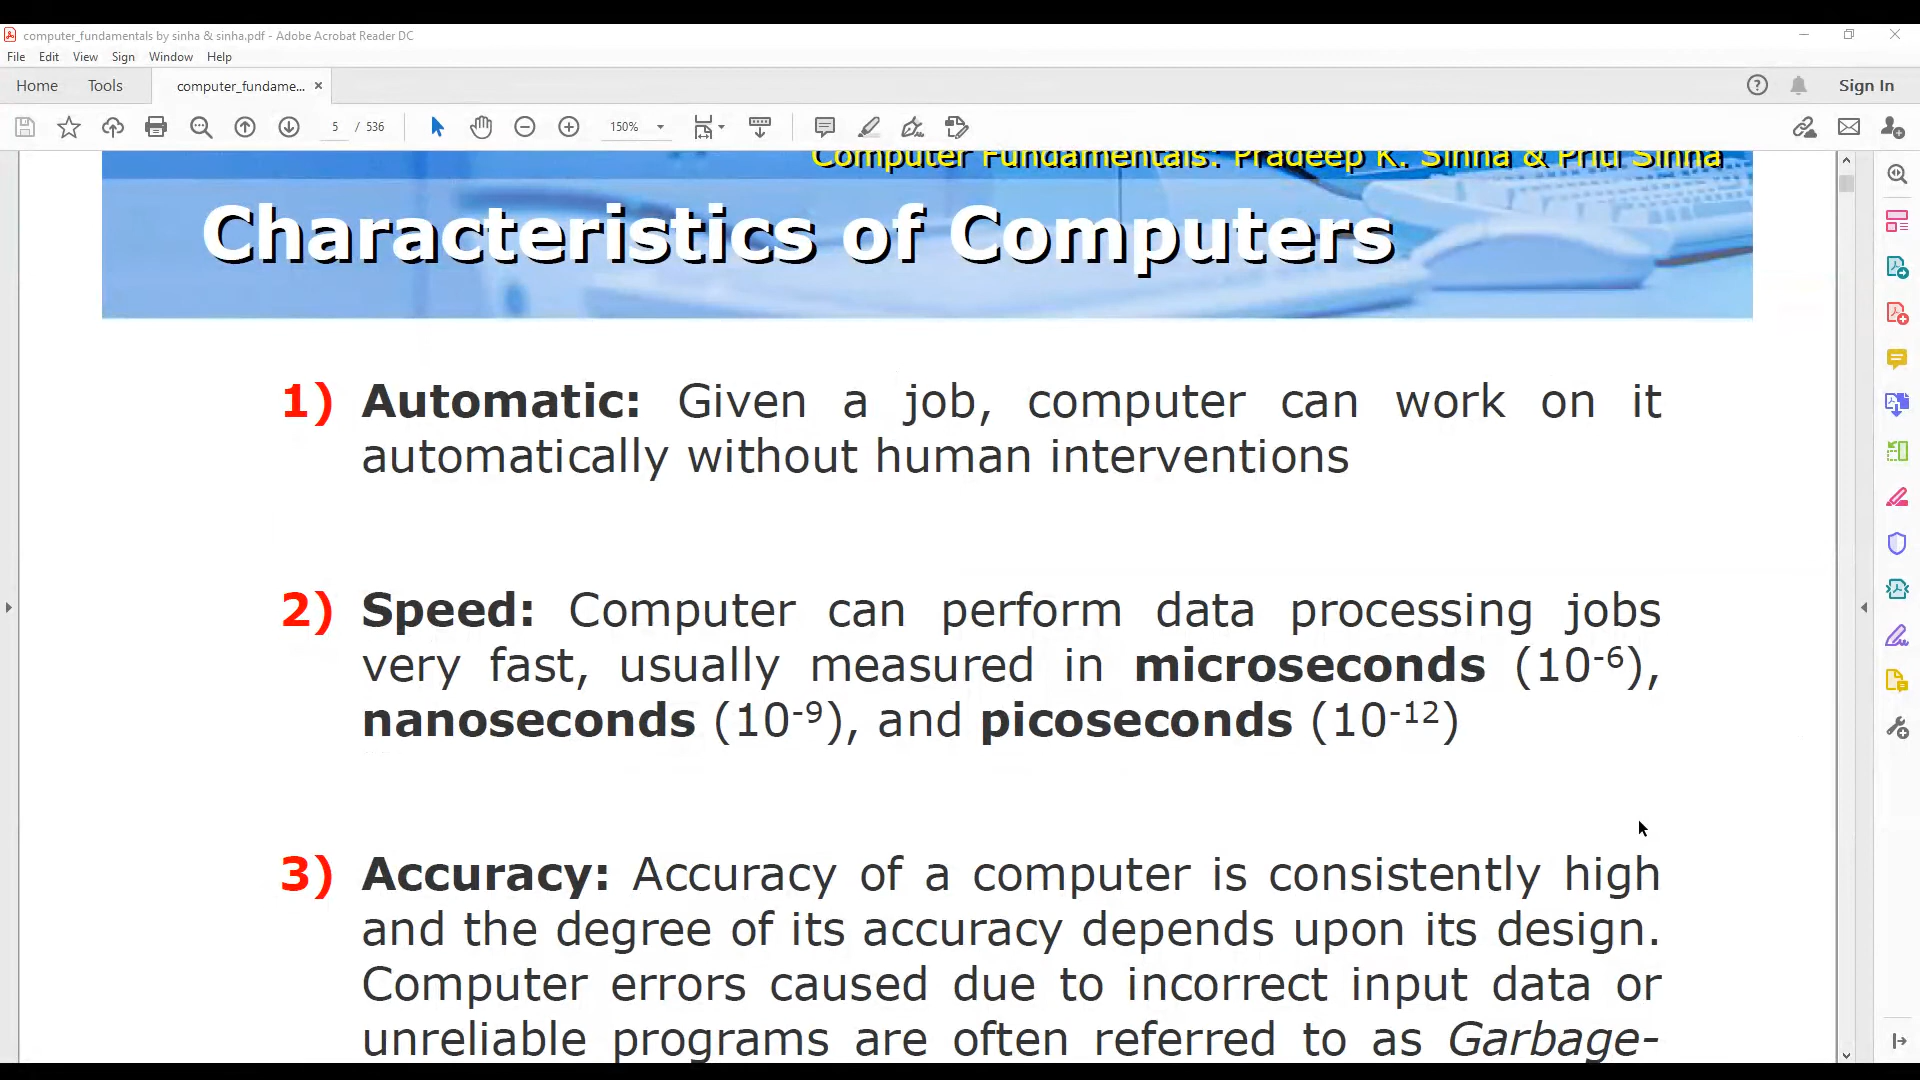 computer_fundamentals by sinha & sinha.pdf - Adobe Acrobat Reader DC
File Edit View Sign Window Help
Home Tools computer_fundame... × Sign In
5 / 536 150%
Computer Fundamentals: Pradeep K. Sinha & Priti Sinha
Characteristics of Computers
1) Automatic: Given a job, computer can work on it
automatically without human interventions
2) Speed: Computer can perform data processing jobs
very fast, usually measured in microseconds (10⁻⁶),
nanoseconds (10⁻⁹), and picoseconds (10⁻¹²)
3) Accuracy: Accuracy of a computer is consistently high
and the degree of its accuracy depends upon its design.
Computer errors caused due to incorrect input data or
unreliable programs are often referred to as Garbage-